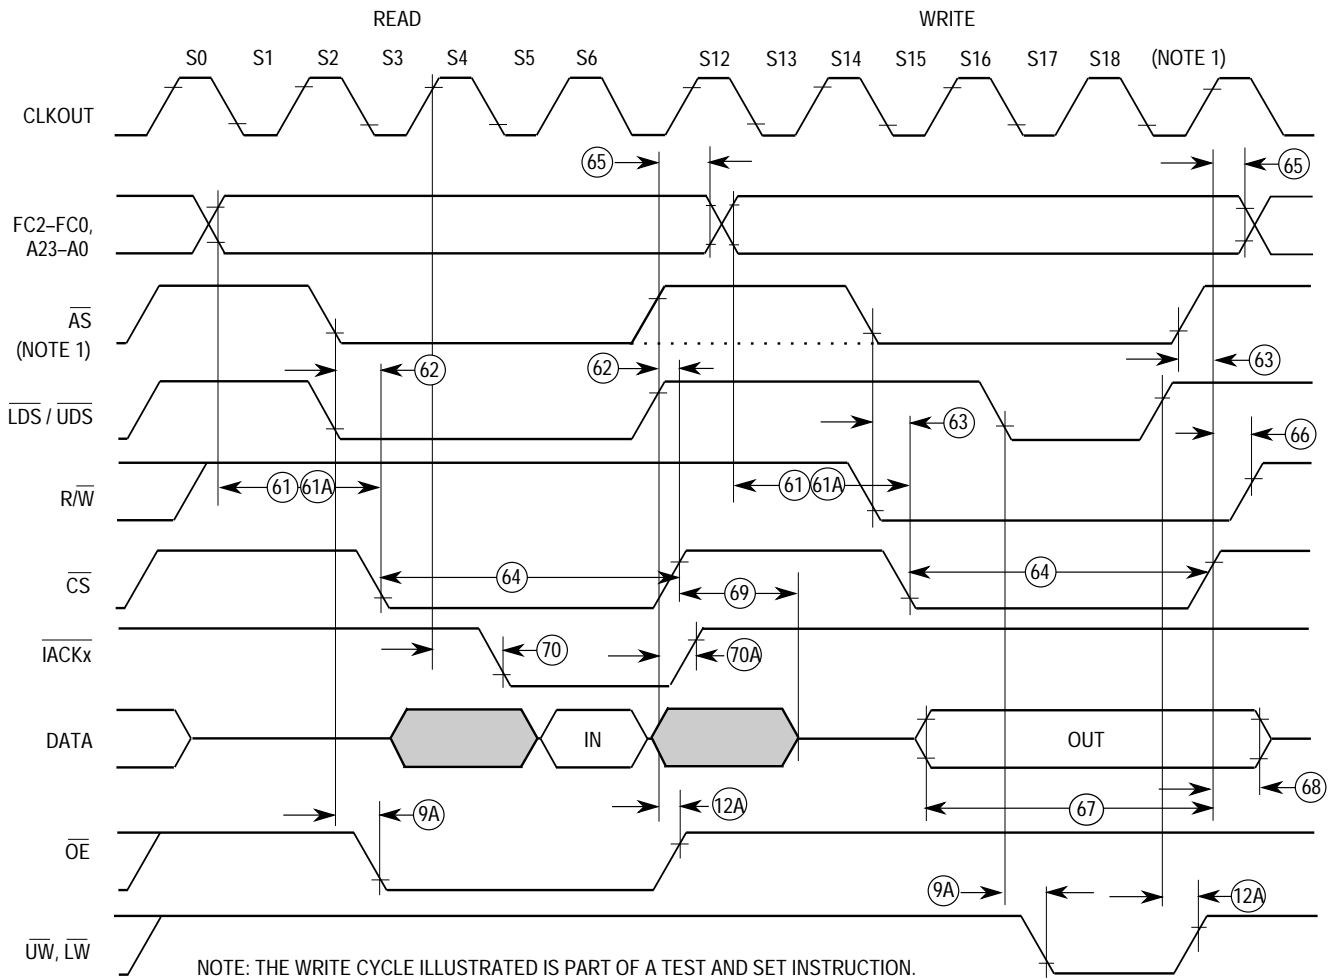 READ WRITE
S0 S1 S2 S3 S4 S5 S6 S12 S13 S14 S15 S16 S17 S18 (NOTE 1)
CLKOUT
65 65
FC2–FC0,
A23–A0
AS
(NOTE 1)
62 62 63
LDS / UDS
63 66
R/W
61 61A 61 61A
CS
64 64
69
IACKx
70 70A
DATA
IN OUT
68
9A 12A 67
OE
9A 12A
UW, LW
NOTE: THE WRITE CYCLE ILLUSTRATED IS PART OF A TEST AND SET INSTRUCTION.